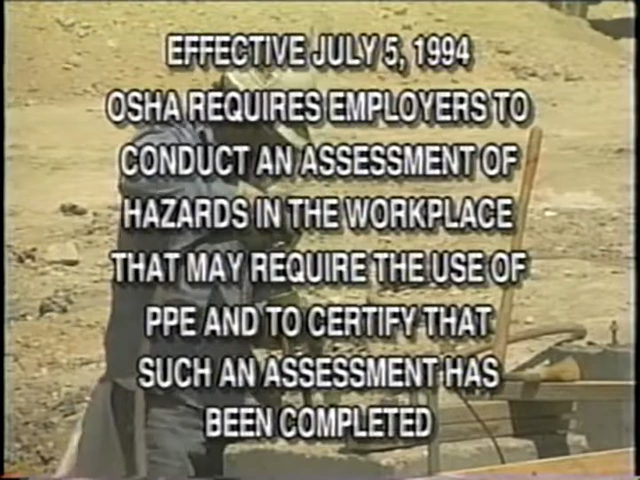 EFFECTIVE JULY 5, 1994
OSHA REQUIRES EMPLOYERS TO
CONDUCT AN ASSESSMENT OF
HAZARDS IN THE WORKPLACE
THAT MAY REQUIRE THE USE OF
PPE AND TO CERTIFY THAT
SUCH AN ASSESSMENT HAS
BEEN COMPLETED